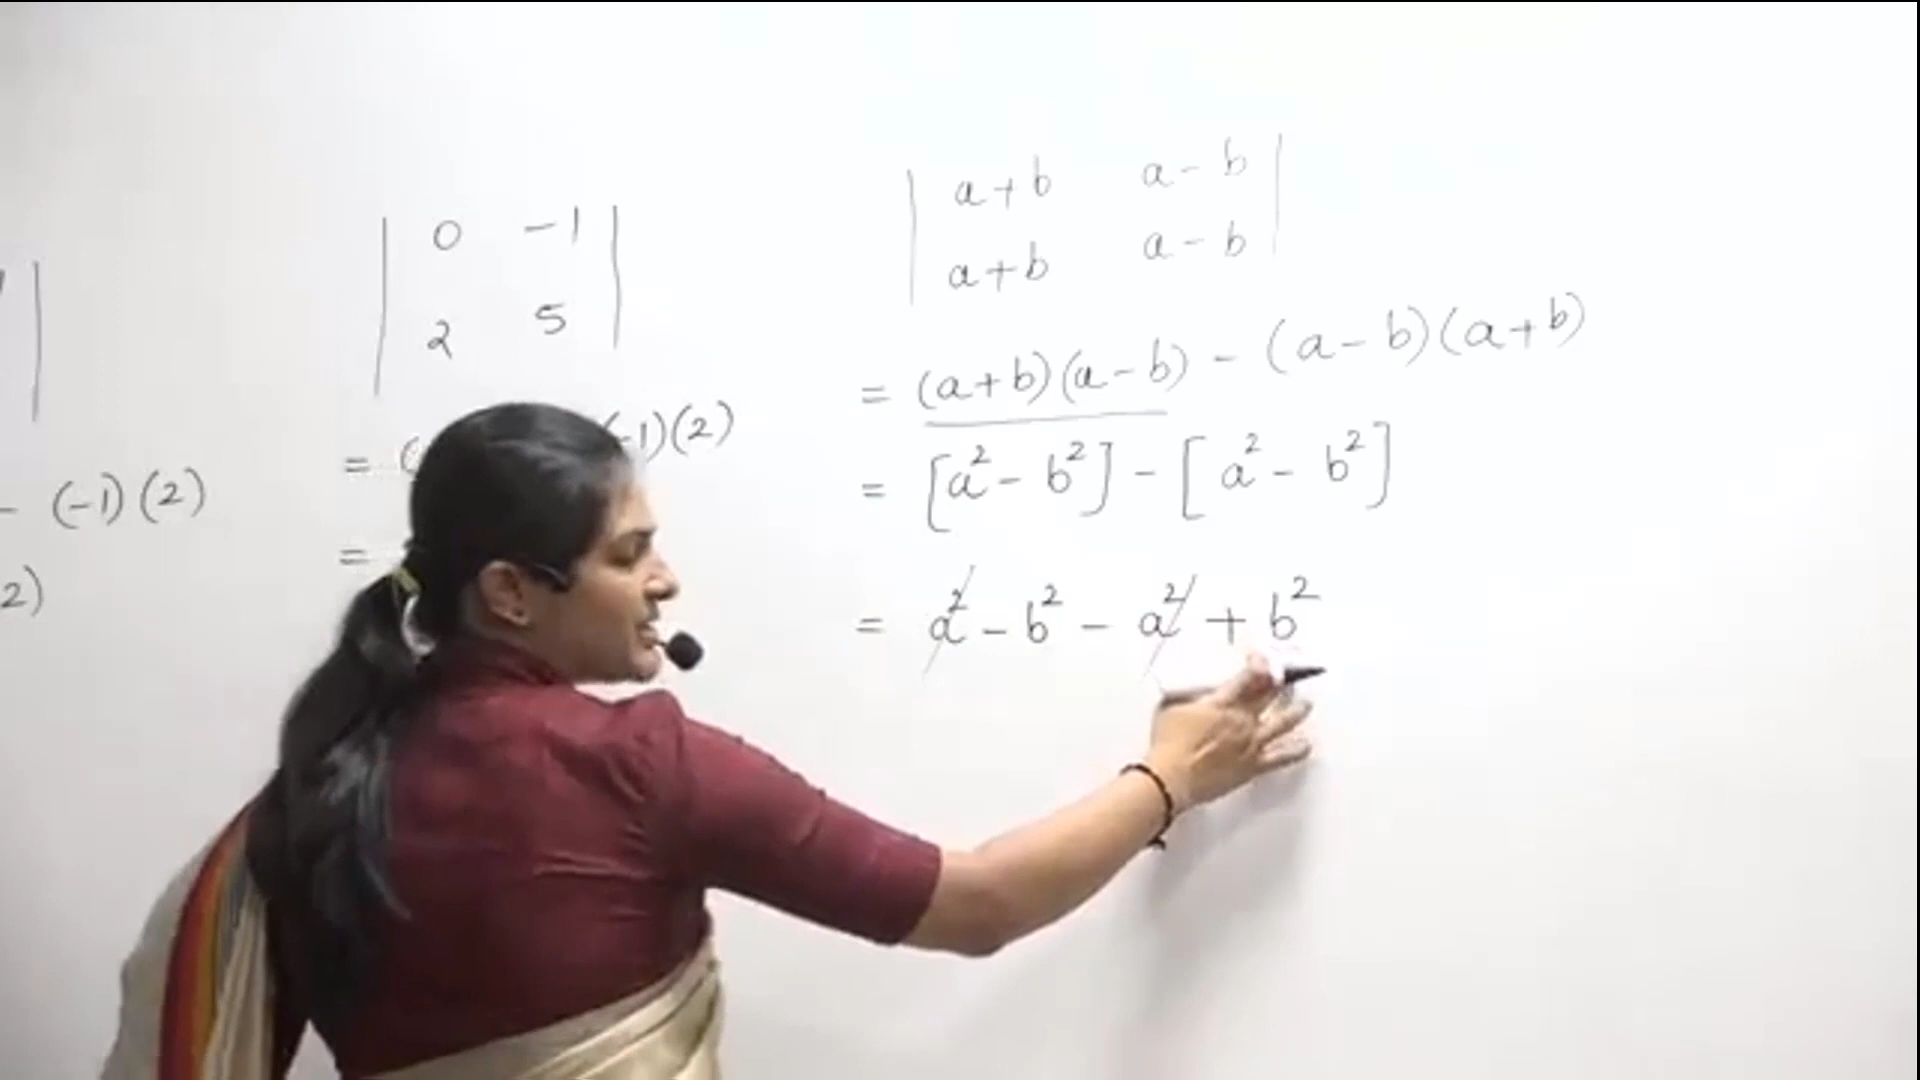 - (-1) (2)
2)
| 0 -1 |
| 2 5 |
= ( -1)(2)
=
| a+b a-b |
| a+b a-b |
= (a+b)(a-b) - (a-b)(a+b)
= [a² - b²] - [a² - b²]
= a² - b² - a² + b²